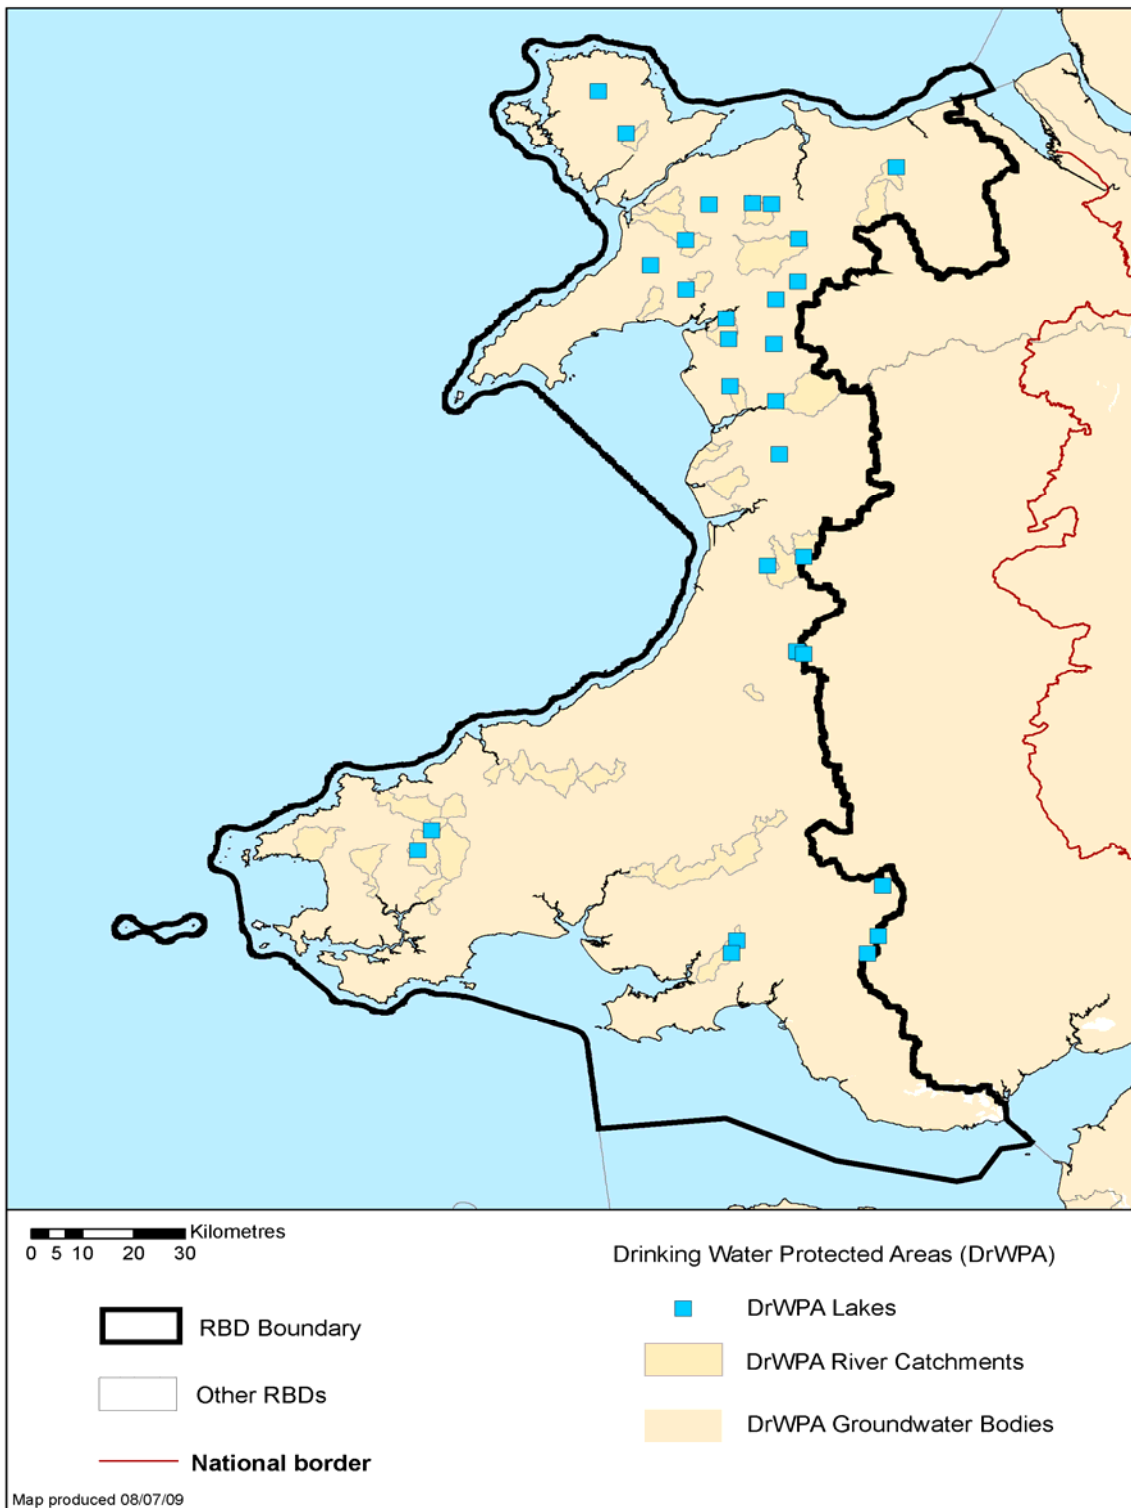 Kilometres
0 5 10 20 30
Drinking Water Protected Areas (DrWPA)
RBD Boundary
DrWPA Lakes
Other RBDs
DrWPA River Catchments
National border
DrWPA Groundwater Bodies
Map produced 08/07/09